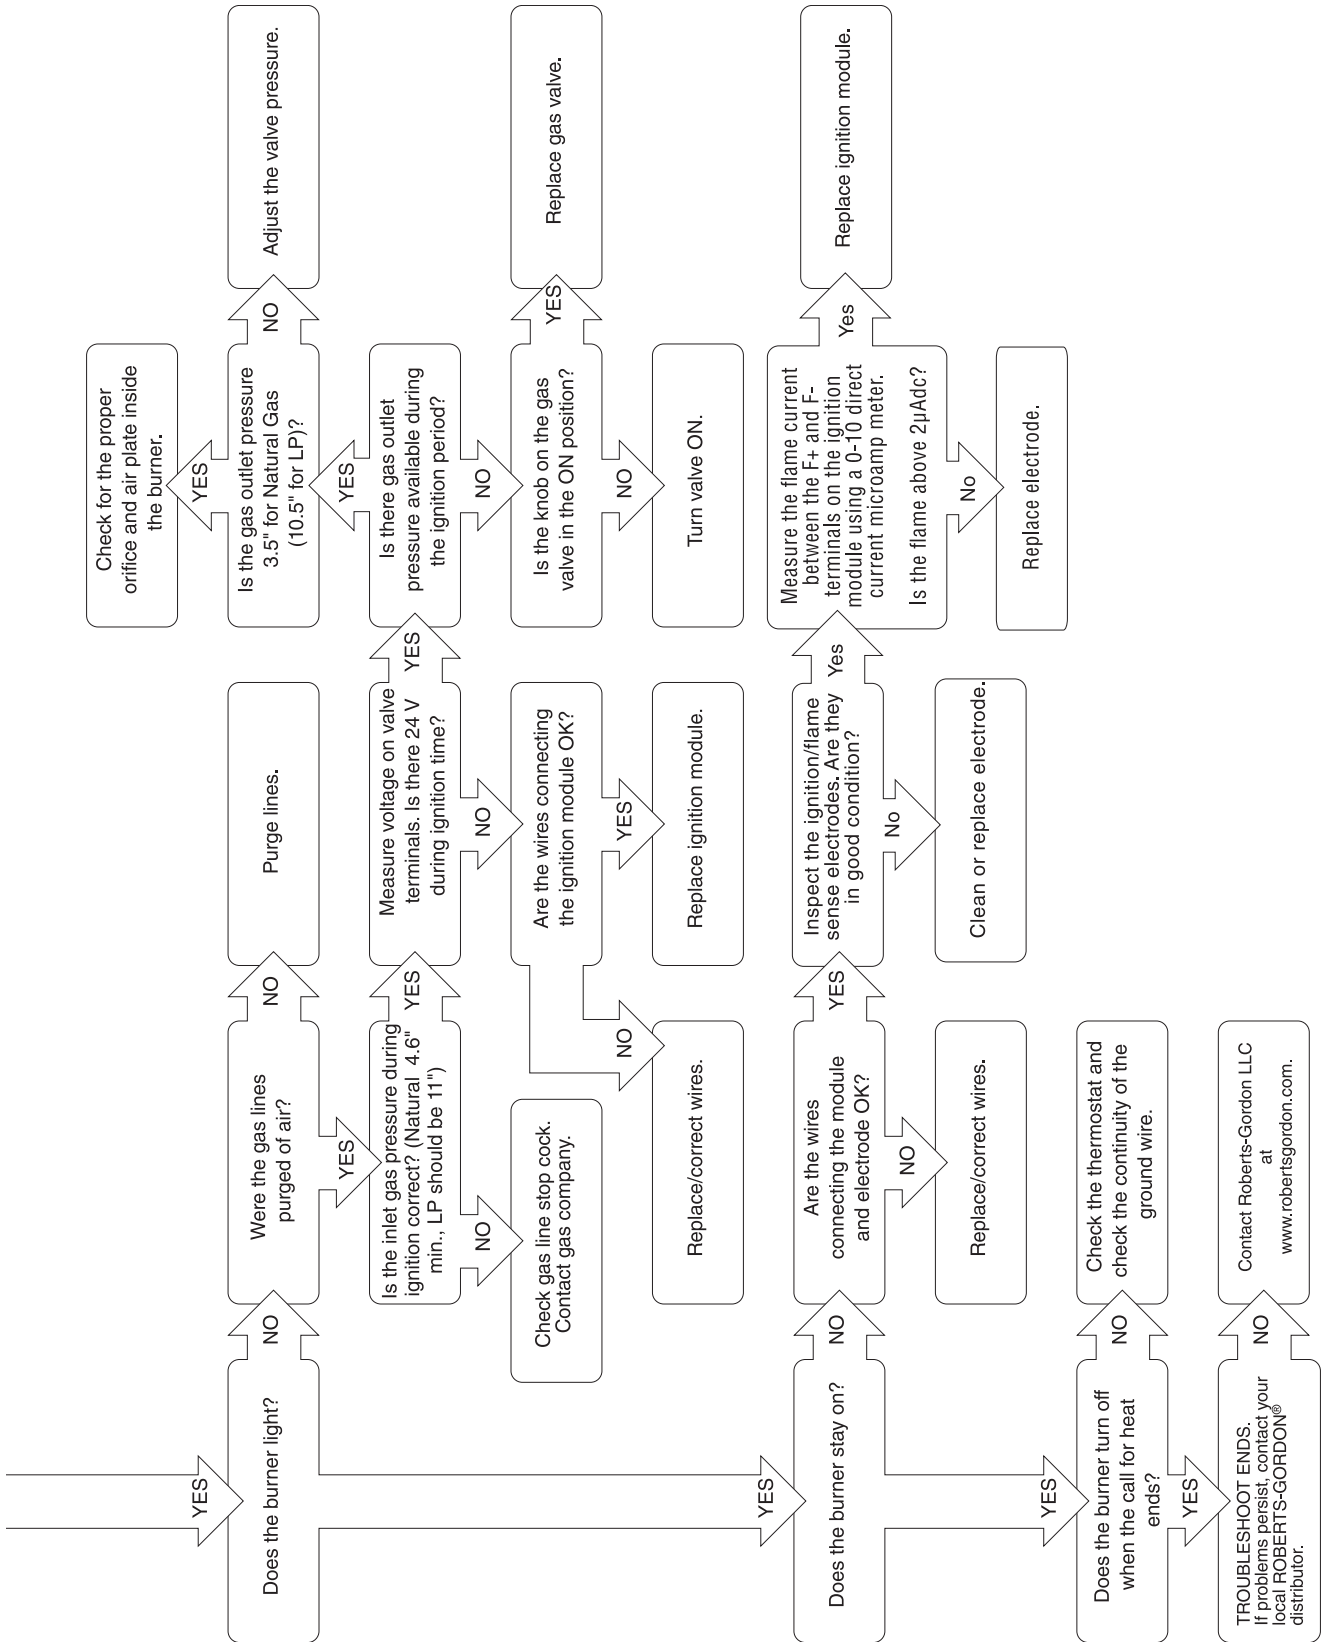 YES
Does the burner light?
NO
Were the gas lines
purged of air?
NO
Purge lines.
YES
Is the inlet gas pressure during
ignition correct? (Natural 4.6"
min., LP should be 11")
NO
Check gas line stop cock.
Contact gas company.
YES
Measure voltage on valve
terminals. Is there 24 V
during ignition time?
NO
Are the wires connecting
the ignition module OK?
NO
Replace/correct wires.
YES
Replace ignition module.
YES
Is there gas outlet
pressure available during
the ignition period?
YES
Is the gas outlet pressure
3.5" for Natural Gas
(10.5" for LP)?
YES
Check for the proper
orifice and air plate inside
the burner.
NO
Adjust the valve pressure.
NO
Is the knob on the gas
valve in the ON position?
YES
Replace gas valve.
NO
Turn valve ON.
YES
Does the burner stay on?
NO
Are the wires
connecting the module
and electrode OK?
NO
Replace/correct wires.
YES
Inspect the ignition/flame
sense electrodes. Are they
in good condition?
No
Clean or replace electrode.
Yes
Measure the flame current
between the F+ and F-
terminals on the ignition
module using a 0-10 direct
current microamp meter.
Is the flame above 2µAdc?
Yes
Replace ignition module.
No
Replace electrode.
YES
Does the burner turn off
when the call for heat
ends?
NO
Check the thermostat and
check the continuity of the
ground wire.
YES
TROUBLESHOOT ENDS.
If problems persist, contact your
local ROBERTS-GORDON®
distributor.
NO
Contact Roberts-Gordon LLC
at
www.robertsgordon.com.